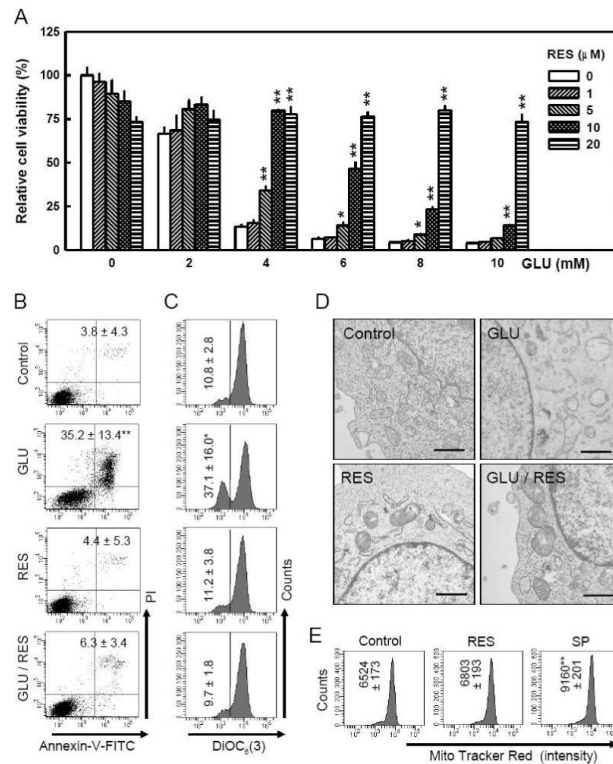 A
125
100
75
50
25
0
Relative cell viability (%)
RES (μM)
0
1
5
10
20
** ** ** * ** ** * ** ** ** **
0 2 4 6 8 10 GLU (mM)
B
Control
3.8 ± 4.3
GLU
35.2 ± 13.4**
RES
4.4 ± 5.3
GLU / RES
6.3 ± 3.4
PI
Annexin-V-FITC
C
10.8 ± 2.8
37.1 ± 16.0*
11.2 ± 3.8
9.7 ± 1.8
Counts
DiOC6(3)
D
Control
GLU
RES
GLU / RES
E
Control RES SP
Counts
6524
± 173
6803
± 193
9160**
± 201
Mito Tracker Red (intensity)